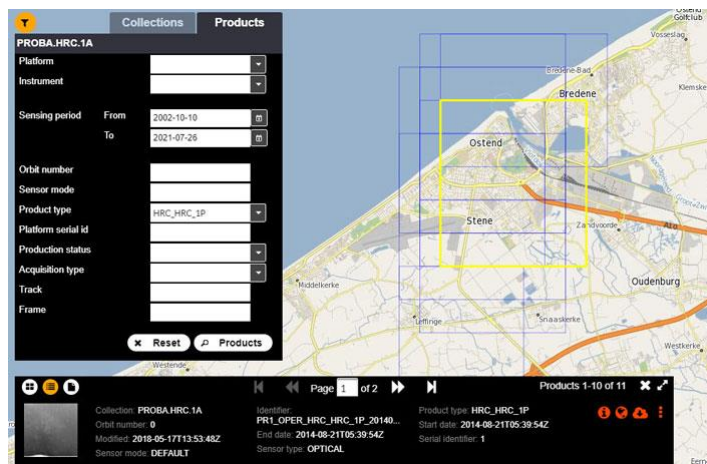 Collections Products
PROBA.HRC.1A
Platform
Instrument
Sensing period From 2002-10-10
To 2021-07-26
Orbit number
Sensor mode
Product type HRC_HRC_1P
Platform serial id
Production status
Acquisition type
Track
Frame
Reset Products
Golfclub
Vosseslag
Bredene-Bad
Bredene
Klemske
Ostend
Stene
Zandvoorde
Oudenburg
Middelkerke
Leffinge
Snaaskerke
Westkerke
Westende
Page 1 of 2
Products 1-10 of 11
Collection: PROBA.HRC.1A
Orbit number: 0
Modified: 2018-05-17T13:53:48Z
Sensor mode: DEFAULT
Identifier:
PR1_OPER_HRC_HRC_1P_20140...
End date: 2014-08-21T05:39:54Z
Sensor type: OPTICAL
Product type: HRC_HRC_1P
Start date: 2014-08-21T05:39:54Z
Serial identifier: 1